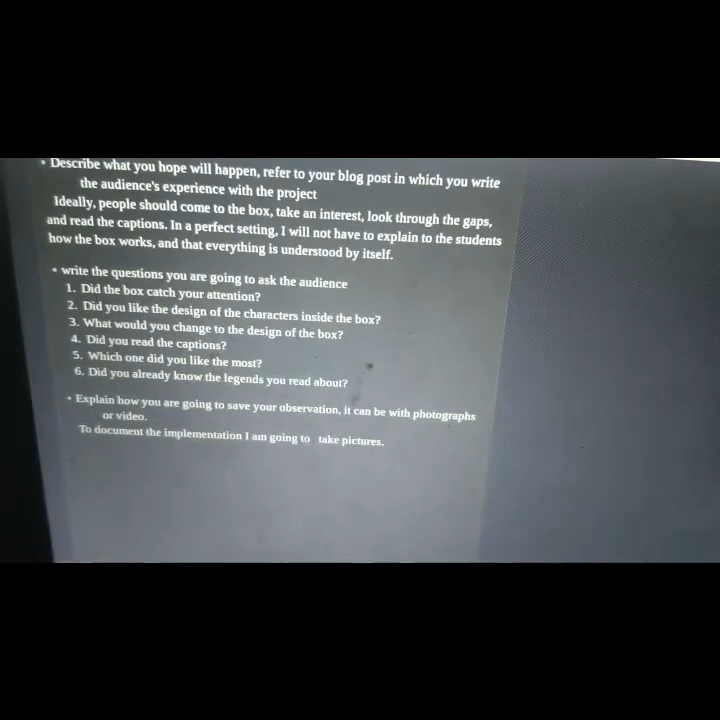 • Describe what you hope will happen, refer to your blog post in which you write
the audience's experience with the project
Ideally, people should come to the box, take an interest, look through the gaps,
and read the captions. In a perfect setting, I will not have to explain to the students
how the box works, and that everything is understood by itself.
• write the questions you are going to ask the audience
1. Did the box catch your attention?
2. Did you like the design of the characters inside the box?
3. What would you change to the design of the box?
4. Did you read the captions?
5. Which one did you like the most?
6. Did you already know the legends you read about?
• Explain how you are going to save your observation, it can be with photographs
or video.
To document the implementation I am going to take pictures.